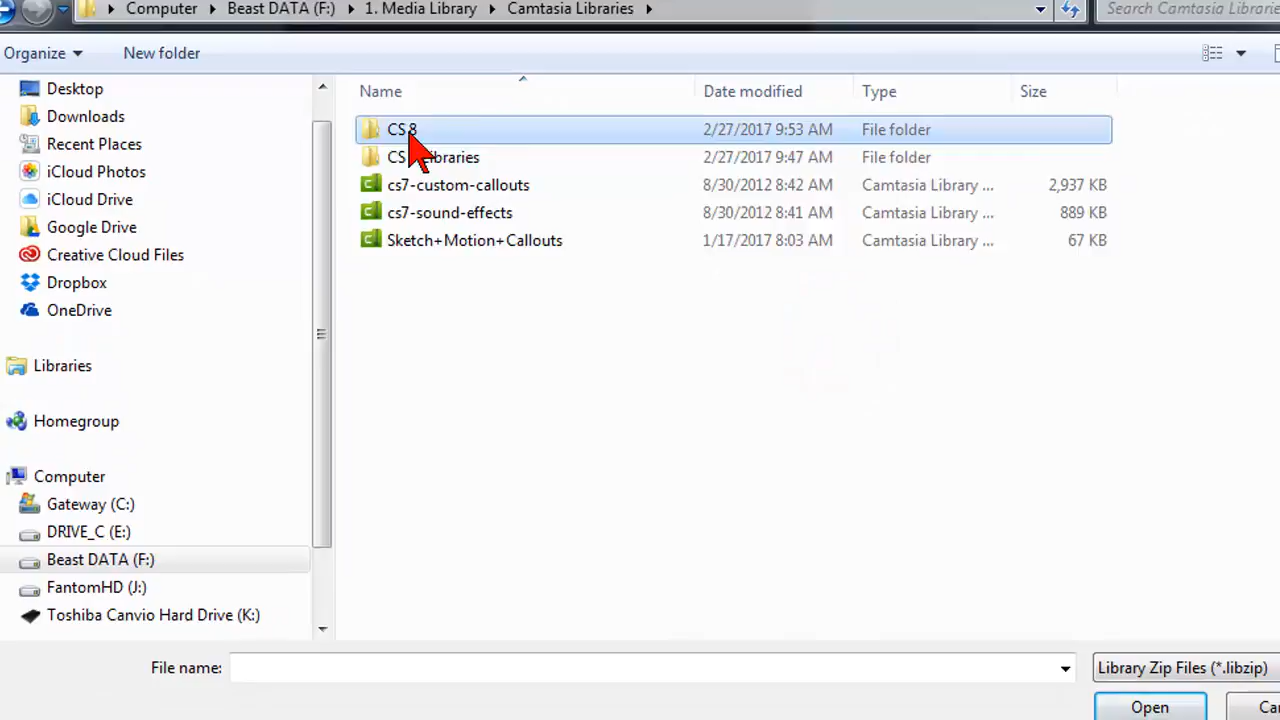 Computer Beast DATA (F:) 1. Media Library Camtasia Libraries Search Camtasia Librarie
Organize New folder
Name Date modified Type Size
Desktop
Downloads
Recent Places
iCloud Photos
iCloud Drive
Google Drive
Creative Cloud Files
Dropbox
OneDrive
Libraries
Homegroup
Computer
Gateway (C:)
DRIVE_C (E:)
Beast DATA (F:)
FantomHD (J:)
Toshiba Canvio Hard Drive (K:)
CS 8 2/27/2017 9:53 AM File folder
CS Libraries 2/27/2017 9:47 AM File folder
cs7-custom-callouts 8/30/2012 8:42 AM Camtasia Library ... 2,937 KB
cs7-sound-effects 8/30/2012 8:41 AM Camtasia Library ... 889 KB
Sketch+Motion+Callouts 1/17/2017 8:03 AM Camtasia Library ... 67 KB
File name: Library Zip Files (*.libzip)
Open Ca